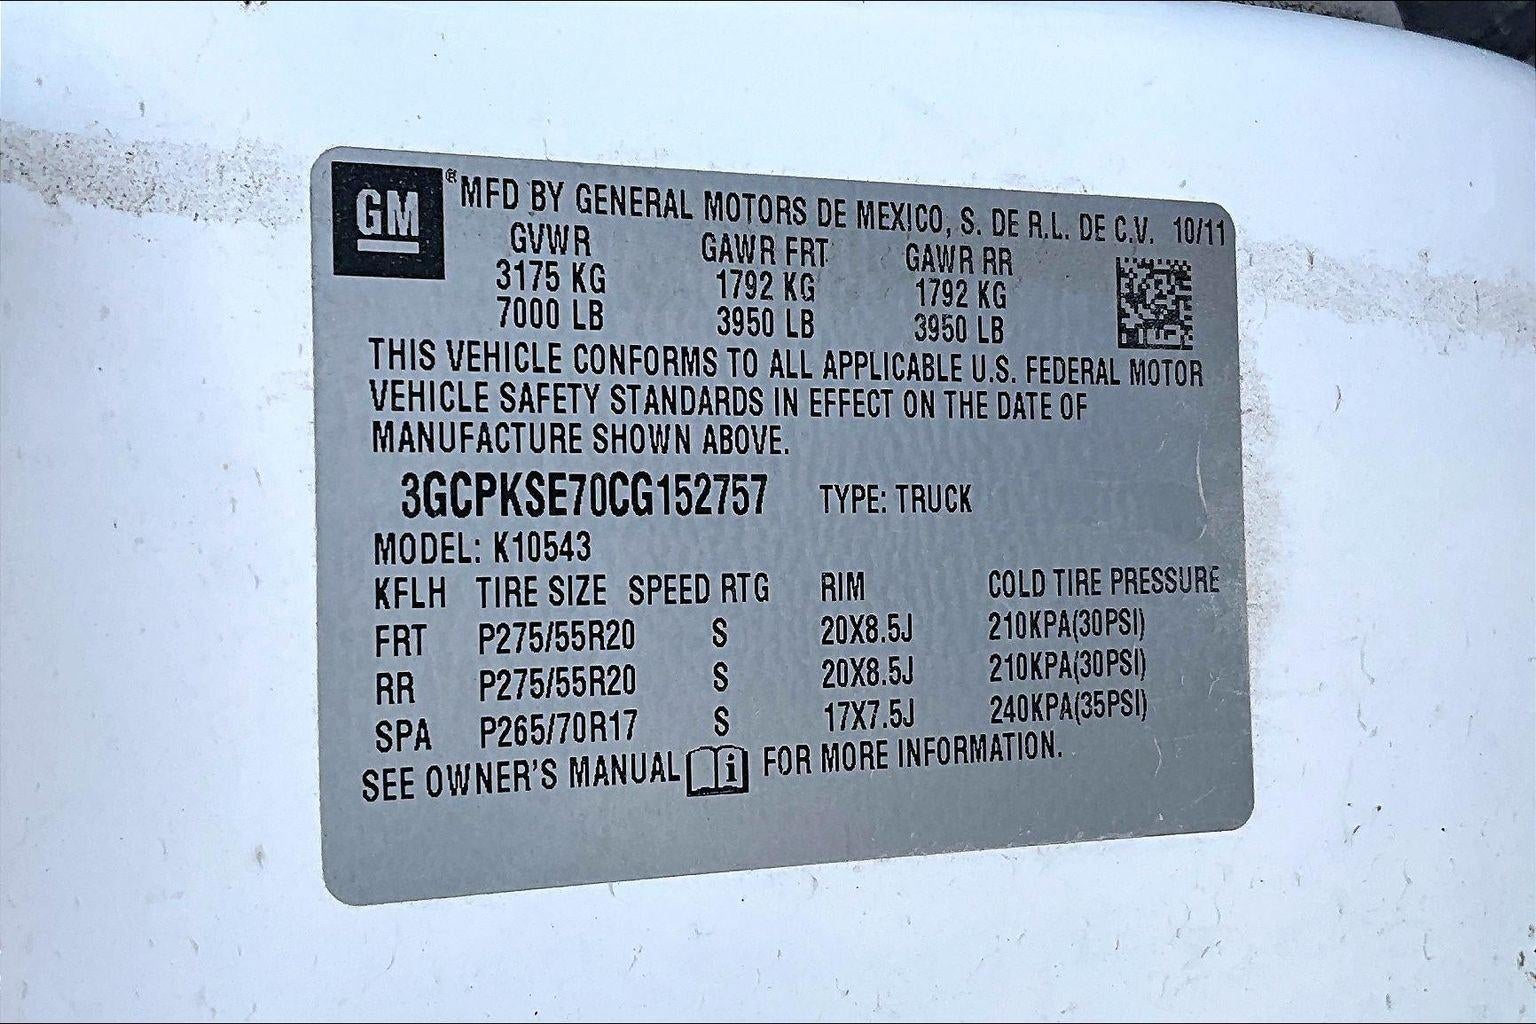 GM ® MFD BY GENERAL MOTORS DE MEXICO, S. DE R.L. DE C.V. 10/11
GVWR GAWR FRT GAWR RR
3175 KG 1792 KG 1792 KG
7000 LB 3950 LB 3950 LB
THIS VEHICLE CONFORMS TO ALL APPLICABLE U.S. FEDERAL MOTOR
VEHICLE SAFETY STANDARDS IN EFFECT ON THE DATE OF
MANUFACTURE SHOWN ABOVE.
3GCPKSE70CG152757 TYPE: TRUCK
MODEL: K10543
KFLH TIRE SIZE SPEED RTG RIM COLD TIRE PRESSURE
FRT P275/55R20 S 20X8.5J 210KPA(30PSI)
RR P275/55R20 S 20X8.5J 210KPA(30PSI)
SPA P265/70R17 S 17X7.5J 240KPA(35PSI)
SEE OWNER'S MANUAL i FOR MORE INFORMATION.